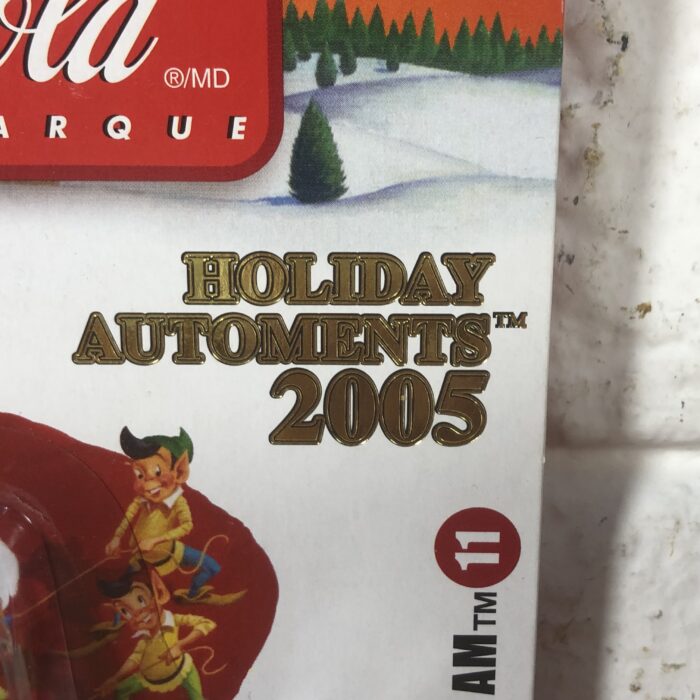 ola
®/MD
ARQUE
HOLIDAY
AUTOMENTS™
2005
11
AM™